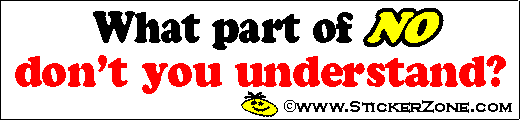 What part of NO
don't you understand?
©www.StickerZone.com